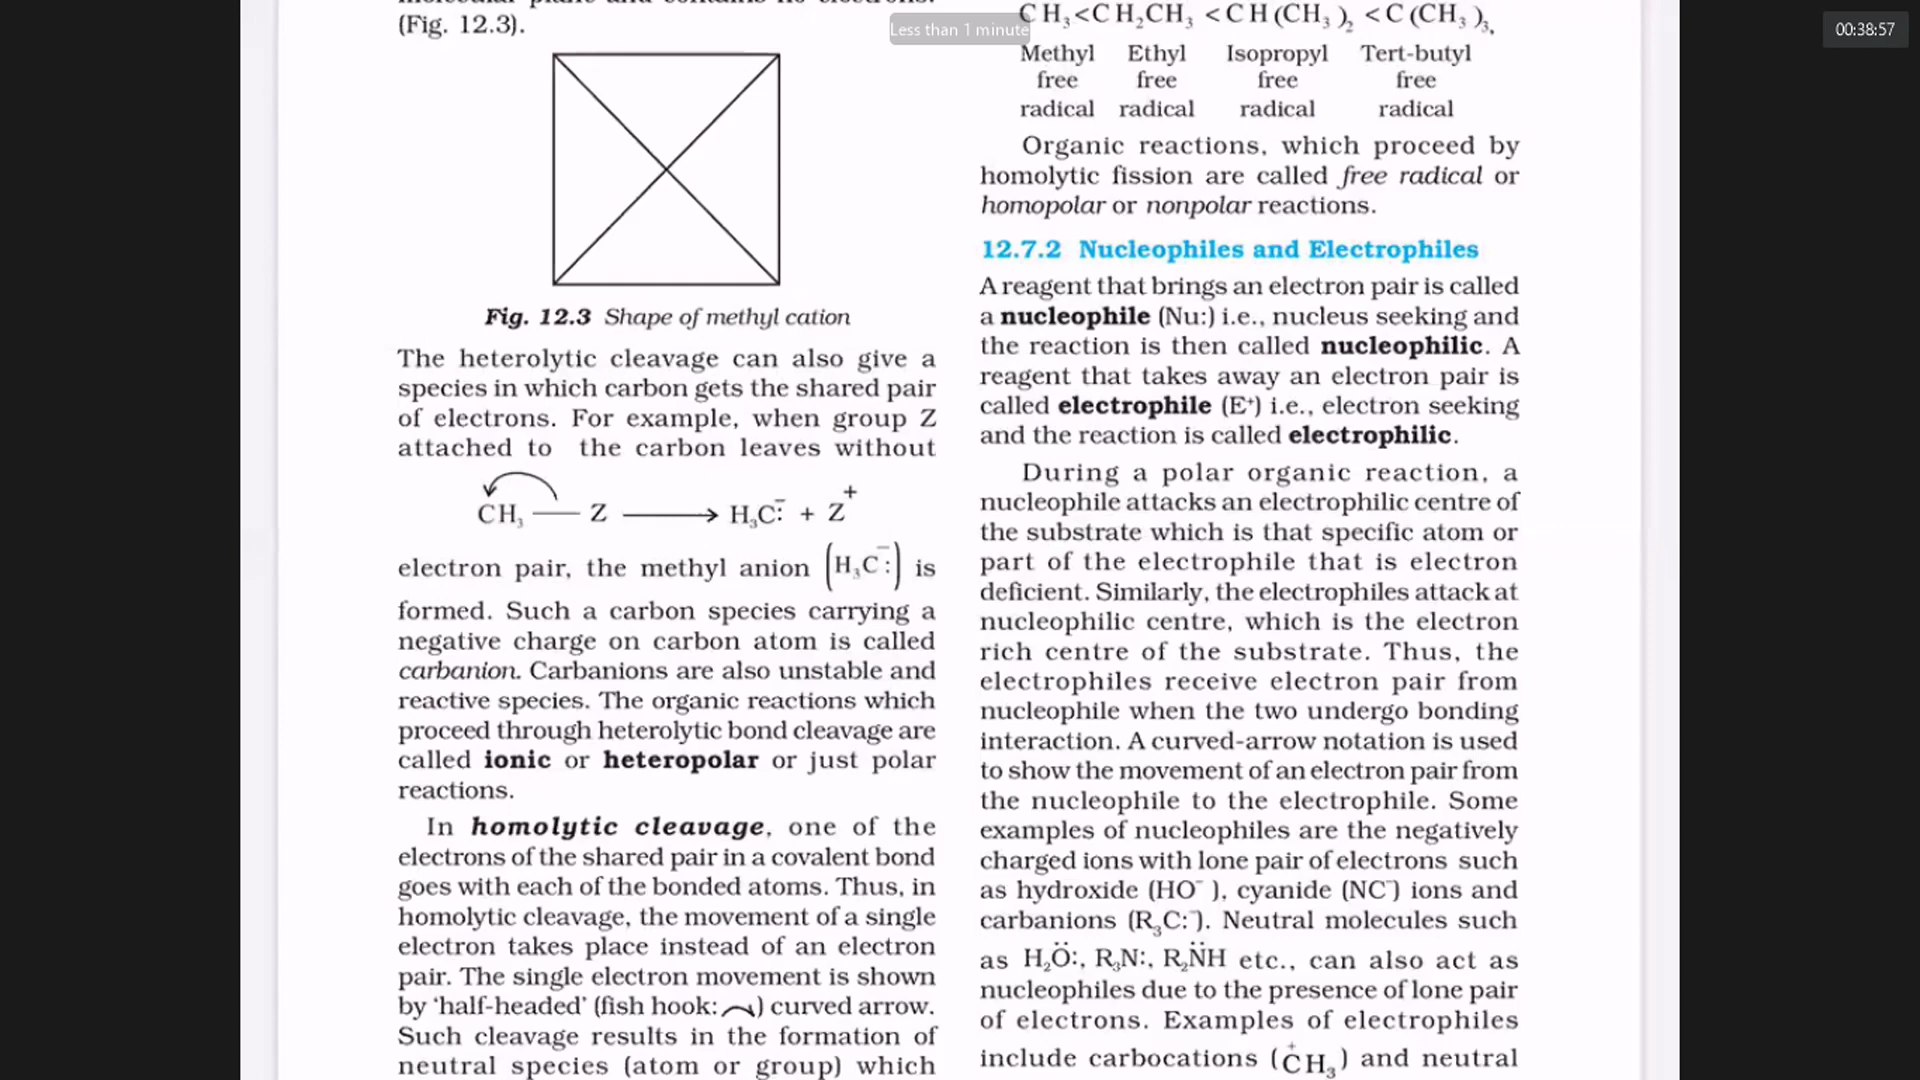 (Fig. 12.3).
Fig. 12.3 Shape of methyl cation
The heterolytic cleavage can also give a
species in which carbon gets the shared pair
of electrons. For example, when group Z
attached to the carbon leaves without
CH₃ — Z ⟶ H₃C:⁻ + Z⁺
electron pair, the methyl anion (H₃C:⁻) is
formed. Such a carbon species carrying a
negative charge on carbon atom is called
carbanion. Carbanions are also unstable and
reactive species. The organic reactions which
proceed through heterolytic bond cleavage are
called ionic or heteropolar or just polar
reactions.
In homolytic cleavage, one of the
electrons of the shared pair in a covalent bond
goes with each of the bonded atoms. Thus, in
homolytic cleavage, the movement of a single
electron takes place instead of an electron
pair. The single electron movement is shown
by ‘half-headed’ (fish hook: ) curved arrow.
Such cleavage results in the formation of
neutral species (atom or group) which
ĊH₃<ĊH₂CH₃ <ĊH(CH₃)₂ <Ċ(CH₃)₃.
Methyl Ethyl Isopropyl Tert-butyl
free free free free
radical radical radical radical
Organic reactions, which proceed by
homolytic fission are called free radical or
homopolar or nonpolar reactions.
12.7.2 Nucleophiles and Electrophiles
A reagent that brings an electron pair is called
a nucleophile (Nu:) i.e., nucleus seeking and
the reaction is then called nucleophilic. A
reagent that takes away an electron pair is
called electrophile (E⁺) i.e., electron seeking
and the reaction is called electrophilic.
During a polar organic reaction, a
nucleophile attacks an electrophilic centre of
the substrate which is that specific atom or
part of the electrophile that is electron
deficient. Similarly, the electrophiles attack at
nucleophilic centre, which is the electron
rich centre of the substrate. Thus, the
electrophiles receive electron pair from
nucleophile when the two undergo bonding
interaction. A curved-arrow notation is used
to show the movement of an electron pair from
the nucleophile to the electrophile. Some
examples of nucleophiles are the negatively
charged ions with lone pair of electrons such
as hydroxide (HO⁻ ), cyanide (NC⁻) ions and
carbanions (R₃C:⁻). Neutral molecules such
as H₂Ö:, R₃N:, R₂N̈H etc., can also act as
nucleophiles due to the presence of lone pair
of electrons. Examples of electrophiles
include carbocations (C⁺H₃) and neutral
Less than 1 minute
00:38:57